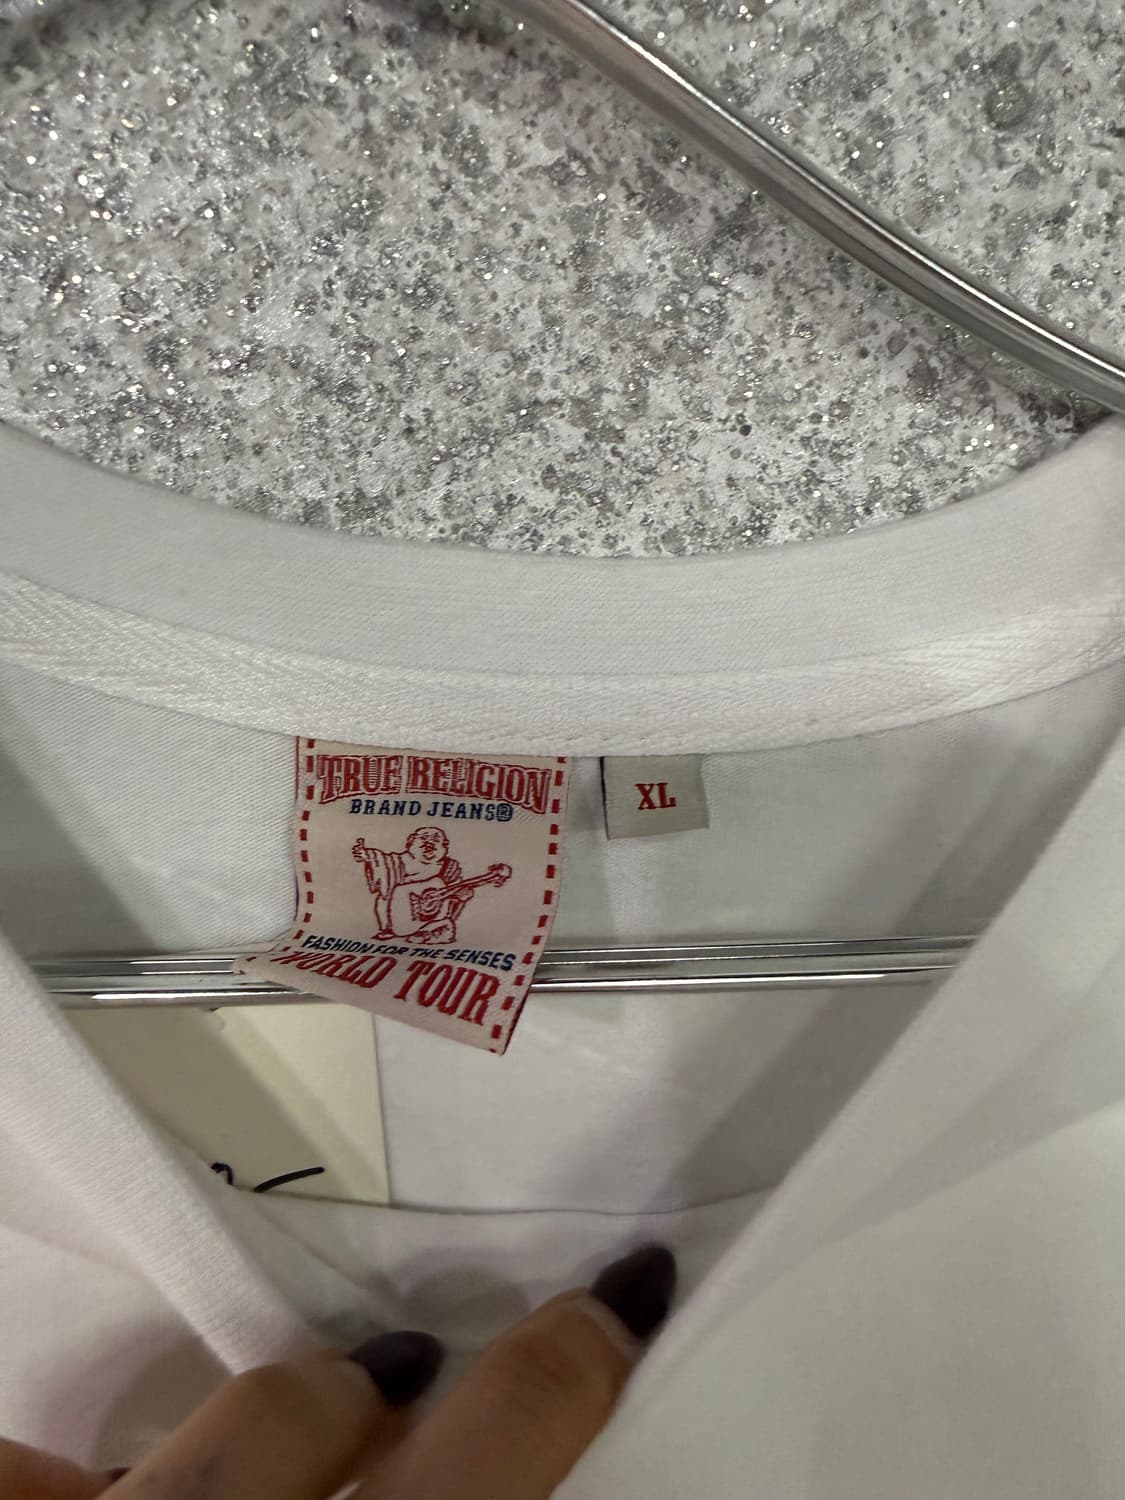 TRUE RELIGION
BRAND JEANS®
FASHION FOR THE SENSES
WORLD TOUR
XL